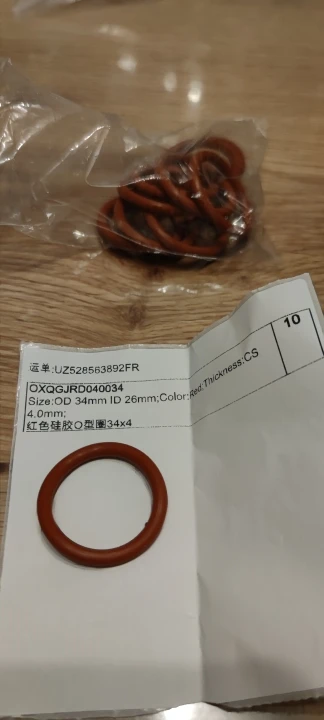 运单:UZ528563892FR
OXQGJRD040034
10
Size:OD 34mm ID 26mm;Color:Red;Thickness:CS
4.0mm;
红色硅胶O型圈34x4